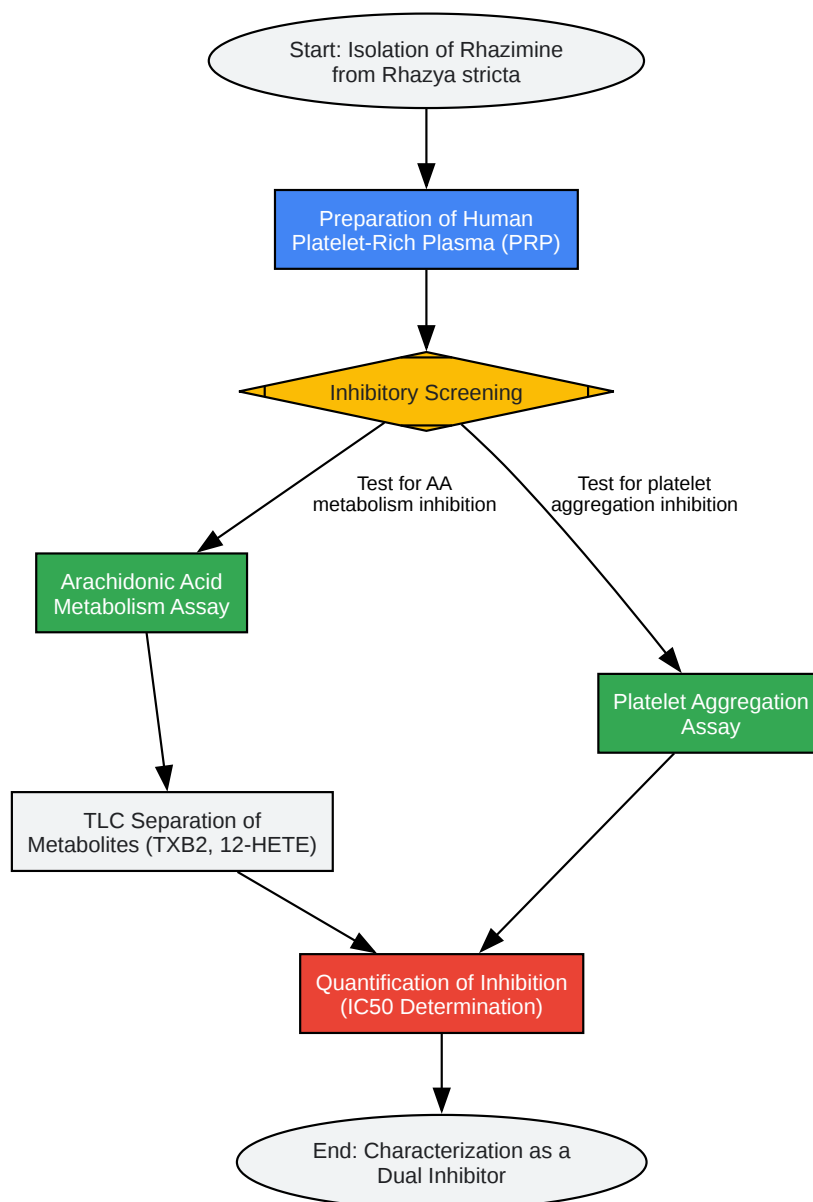 Start: Isolation of Rhazimine
from Rhazya stricta
Preparation of Human
Platelet-Rich Plasma (PRP)
Inhibitory Screening
Test for AA
metabolism inhibition
Test for platelet
aggregation inhibition
Arachidonic Acid
Metabolism Assay
Platelet Aggregation
Assay
TLC Separation of
Metabolites (TXB2, 12-HETE)
Quantification of Inhibition
(IC50 Determination)
End: Characterization as a
Dual Inhibitor